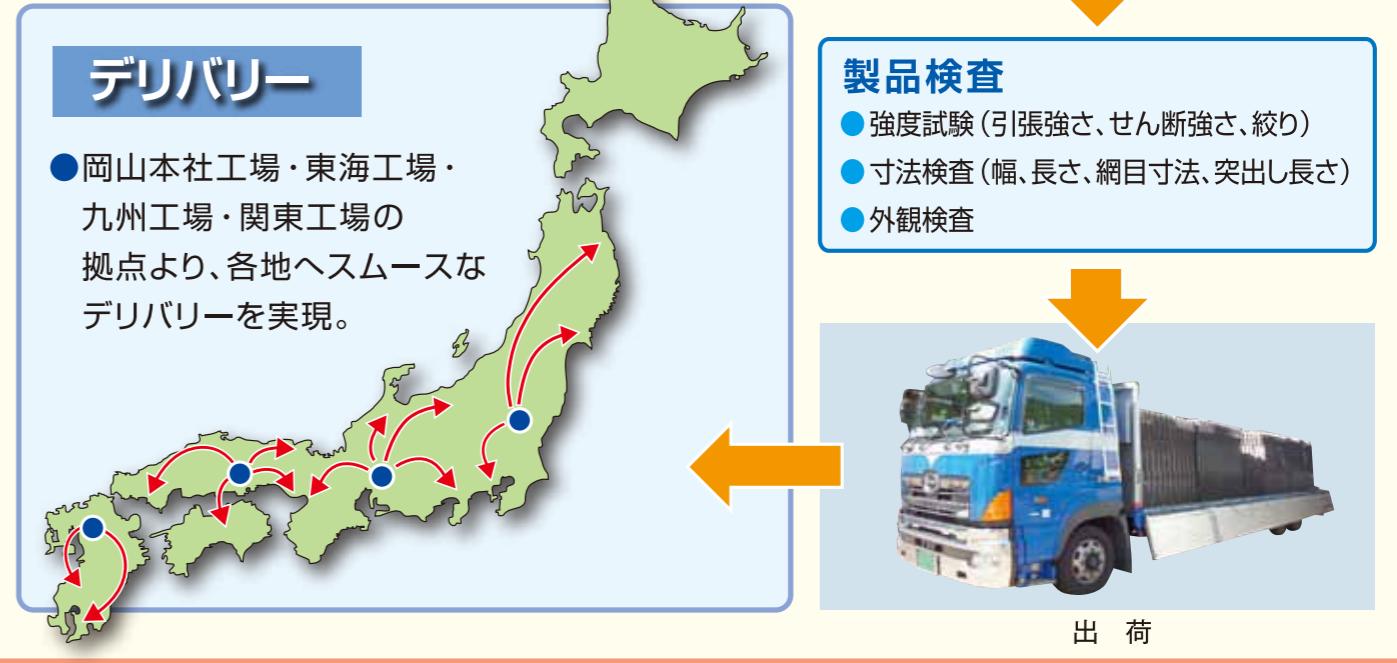 デリバリー
●岡山本社工場・東海工場・
九州工場・関東工場の
拠点より、各地へスムースな
デリバリーを実現。
製品検査
●強度試験（引張強さ、せん断強さ、絞り）
●寸法検査（幅、長さ、網目寸法、突出し長さ）
●外観検査
出 荷